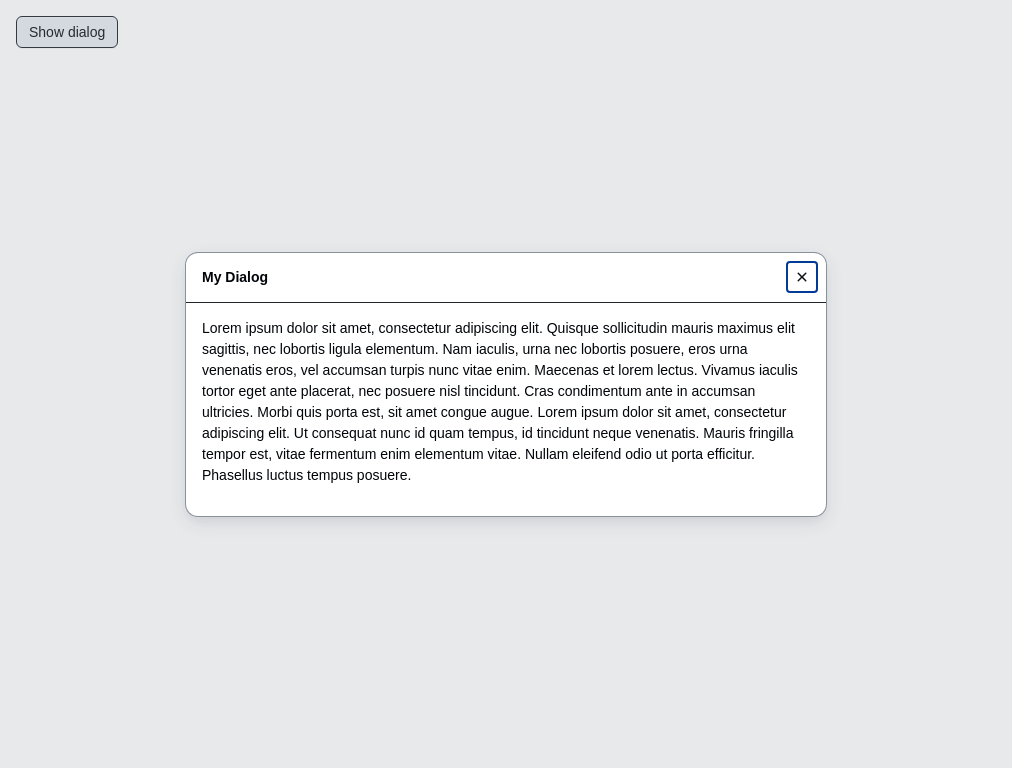 Show dialog
My Dialog
Lorem ipsum dolor sit amet, consectetur adipiscing elit. Quisque sollicitudin mauris maximus elit
sagittis, nec lobortis ligula elementum. Nam iaculis, urna nec lobortis posuere, eros urna
venenatis eros, vel accumsan turpis nunc vitae enim. Maecenas et lorem lectus. Vivamus iaculis
tortor eget ante placerat, nec posuere nisl tincidunt. Cras condimentum ante in accumsan
ultricies. Morbi quis porta est, sit amet congue augue. Lorem ipsum dolor sit amet, consectetur
adipiscing elit. Ut consequat nunc id quam tempus, id tincidunt neque venenatis. Mauris fringilla
tempor est, vitae fermentum enim elementum vitae. Nullam eleifend odio ut porta efficitur.
Phasellus luctus tempus posuere.